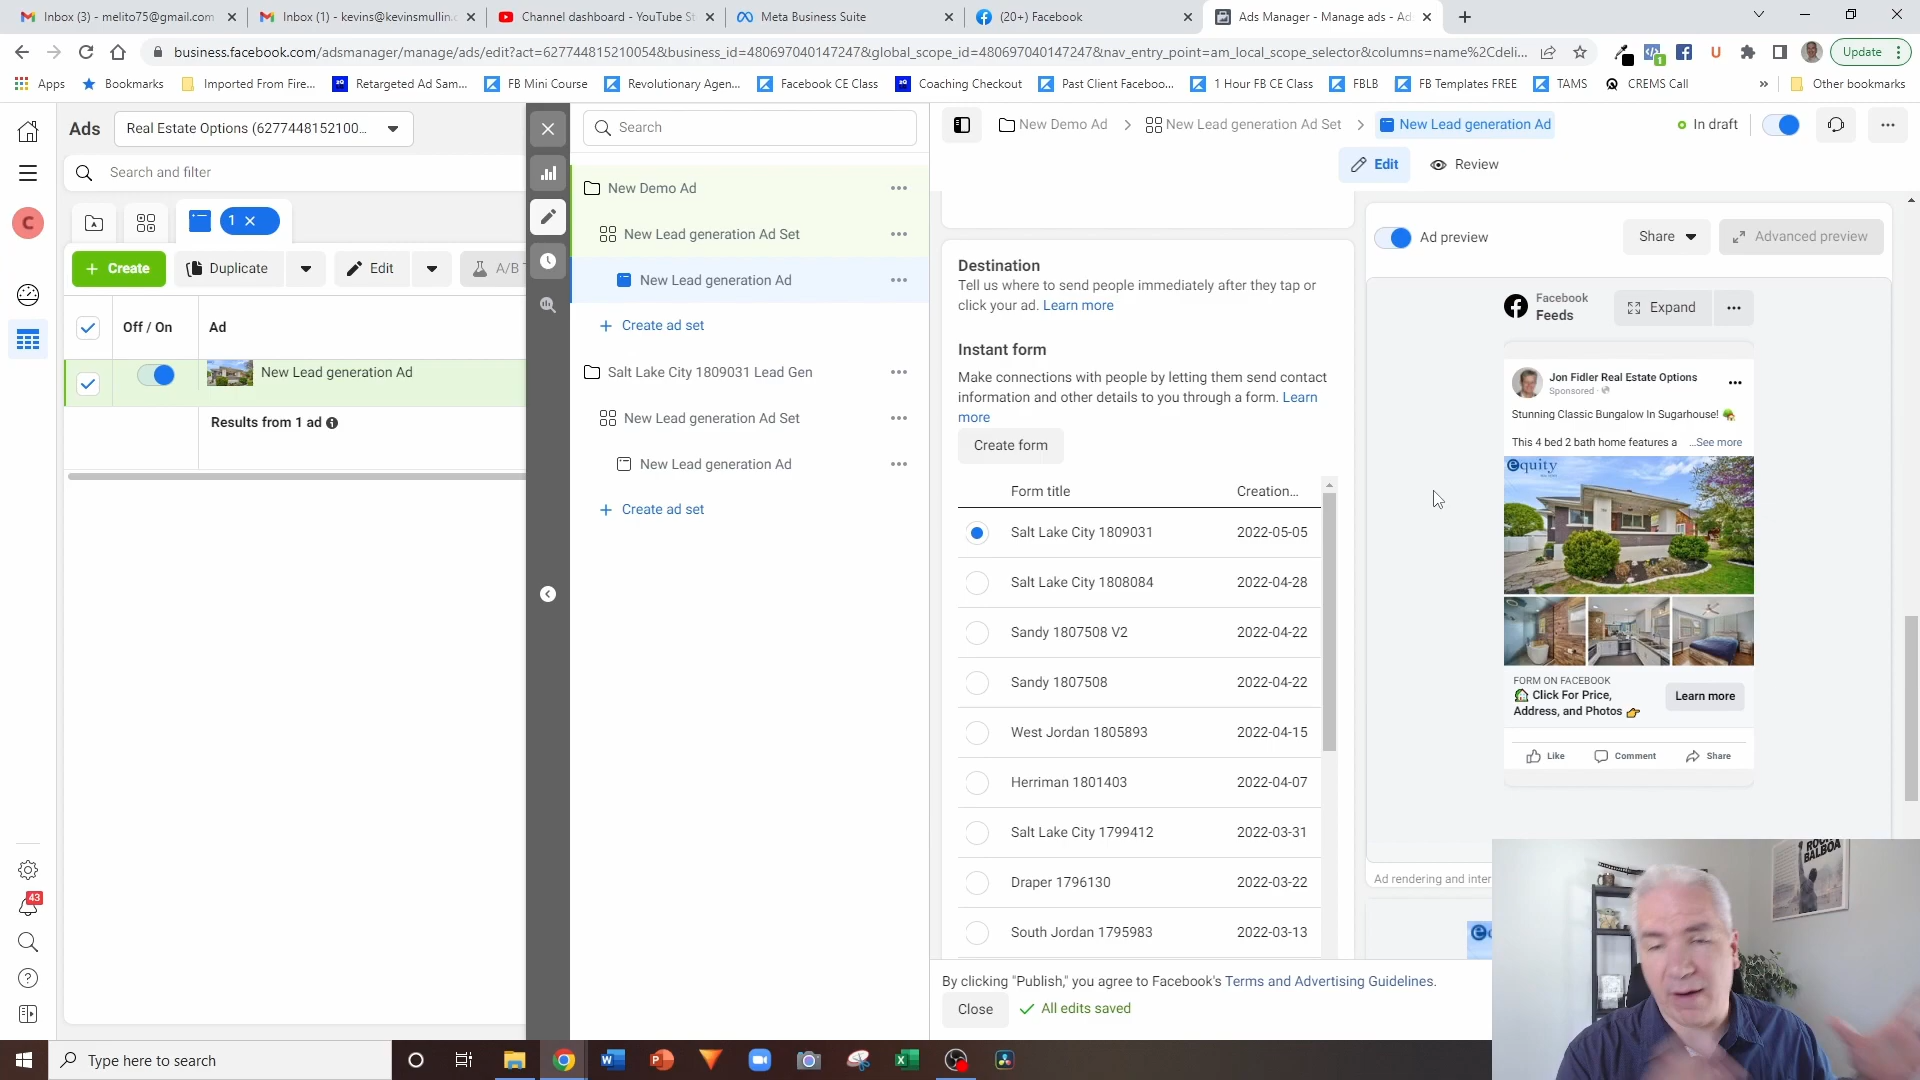 Inbox (3) - melito75@gmail.com
Inbox (1) - kevins@kevinsmullin.c
Channel dashboard - YouTube St
Meta Business Suite
(20+) Facebook
Ads Manager - Manage ads - Ad
business.facebook.com/adsmanager/manage/ads/edit?act=627744815210054&business_id=480697040147247&global_scope_id=480697040147247&nav_entry_point=am_local_scope_selector&columns=name%2Cdeli...
Update
Apps
Bookmarks
Imported From Fire...
Retargeted Ad Sam...
FB Mini Course
Revolutionary Agen...
Facebook CE Class
Coaching Checkout
Past Client Faceboo...
1 Hour FB CE Class
FBLB
FB Templates FREE
TAMS
CREMS Call
Other bookmarks
Ads
Real Estate Options (6277448152100...
Search and filter
C
1
Create
Duplicate
Edit
A/B T
Off / On
Ad
New Lead generation Ad
Results from 1 ad
43
Search
New Demo Ad
New Lead generation Ad Set
New Lead generation Ad
Create ad set
Salt Lake City 1809031 Lead Gen
New Lead generation Ad Set
New Lead generation Ad
Create ad set
New Demo Ad
New Lead generation Ad Set
New Lead generation Ad
In draft
Edit
Review
Destination
Tell us where to send people immediately after they tap or
click your ad. Learn more
Instant form
Make connections with people by letting them send contact
information and other details to you through a form. Learn
more
Create form
Form title Creation...
Salt Lake City 1809031 2022-05-05
Salt Lake City 1808084 2022-04-28
Sandy 1807508 V2 2022-04-22
Sandy 1807508 2022-04-22
West Jordan 1805893 2022-04-15
Herriman 1801403 2022-04-07
Salt Lake City 1799412 2022-03-31
Draper 1796130 2022-03-22
South Jordan 1795983 2022-03-13
By clicking "Publish," you agree to Facebook's Terms and Advertising Guidelines.
Close
All edits saved
Ad preview
Share
Advanced preview
Facebook
Feeds
Expand
Jon Fidler Real Estate Options
Sponsored ·
Stunning Classic Bungalow In Sugarhouse!
This 4 bed 2 bath home features a ...See more
equity
FORM ON FACEBOOK
Click For Price,
Address, and Photos
Learn more
Like
Comment
Share
Ad rendering and inter
ROCKY
BALBOA
Type here to search